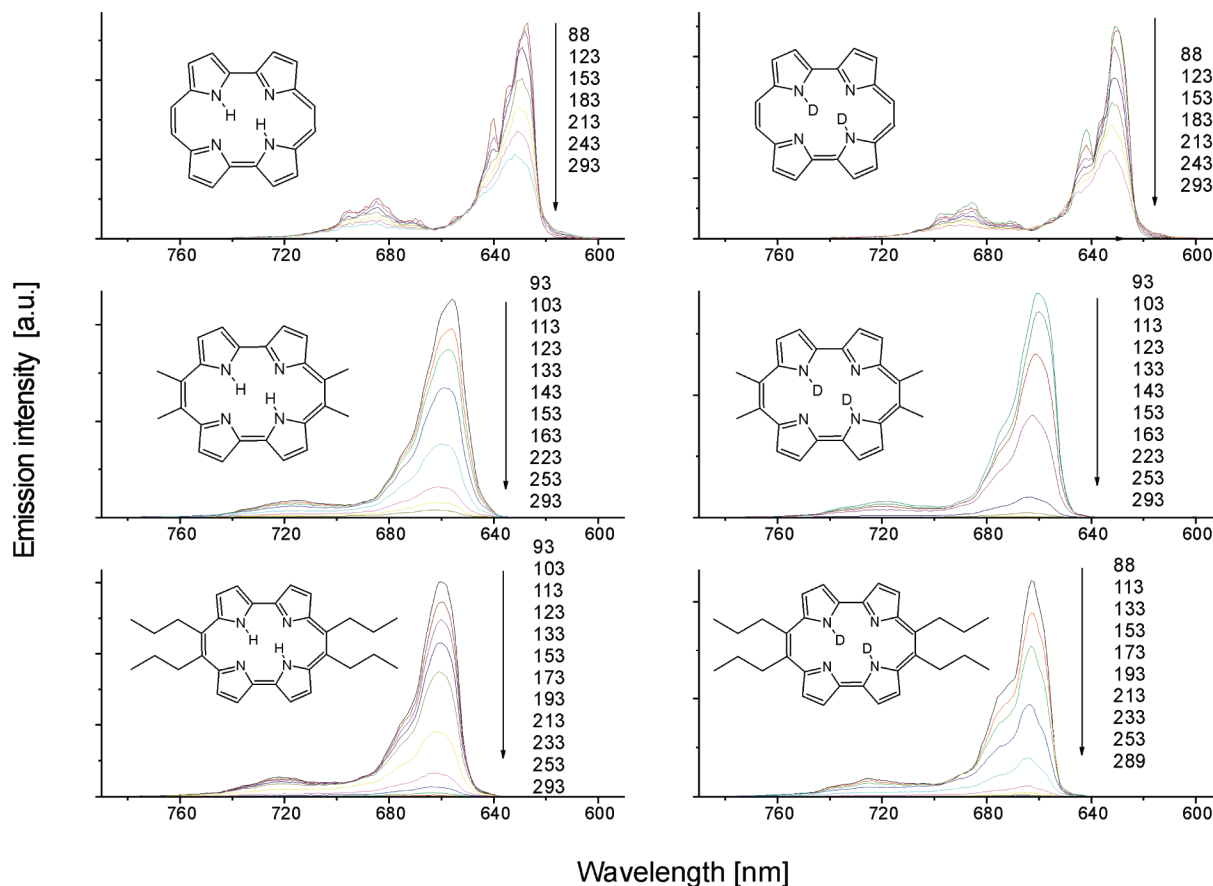 Emission intensity [a.u.]
N
N
H
H
N
N
88
123
153
183
213
243
293
760
720
680
640
600
N
N
D
D
N
N
88
123
153
183
213
243
293
760
720
680
640
600
N
N
H
H
N
N
93
103
113
123
133
143
153
163
223
253
293
760
720
680
640
600
N
N
D
D
N
N
93
103
113
123
133
143
153
163
223
253
293
760
720
680
640
600
N
N
H
H
N
N
93
103
113
123
133
153
173
193
213
233
253
293
760
720
680
640
600
N
N
D
D
N
N
88
113
133
153
173
193
213
233
253
289
760
720
680
640
600
Wavelength [nm]